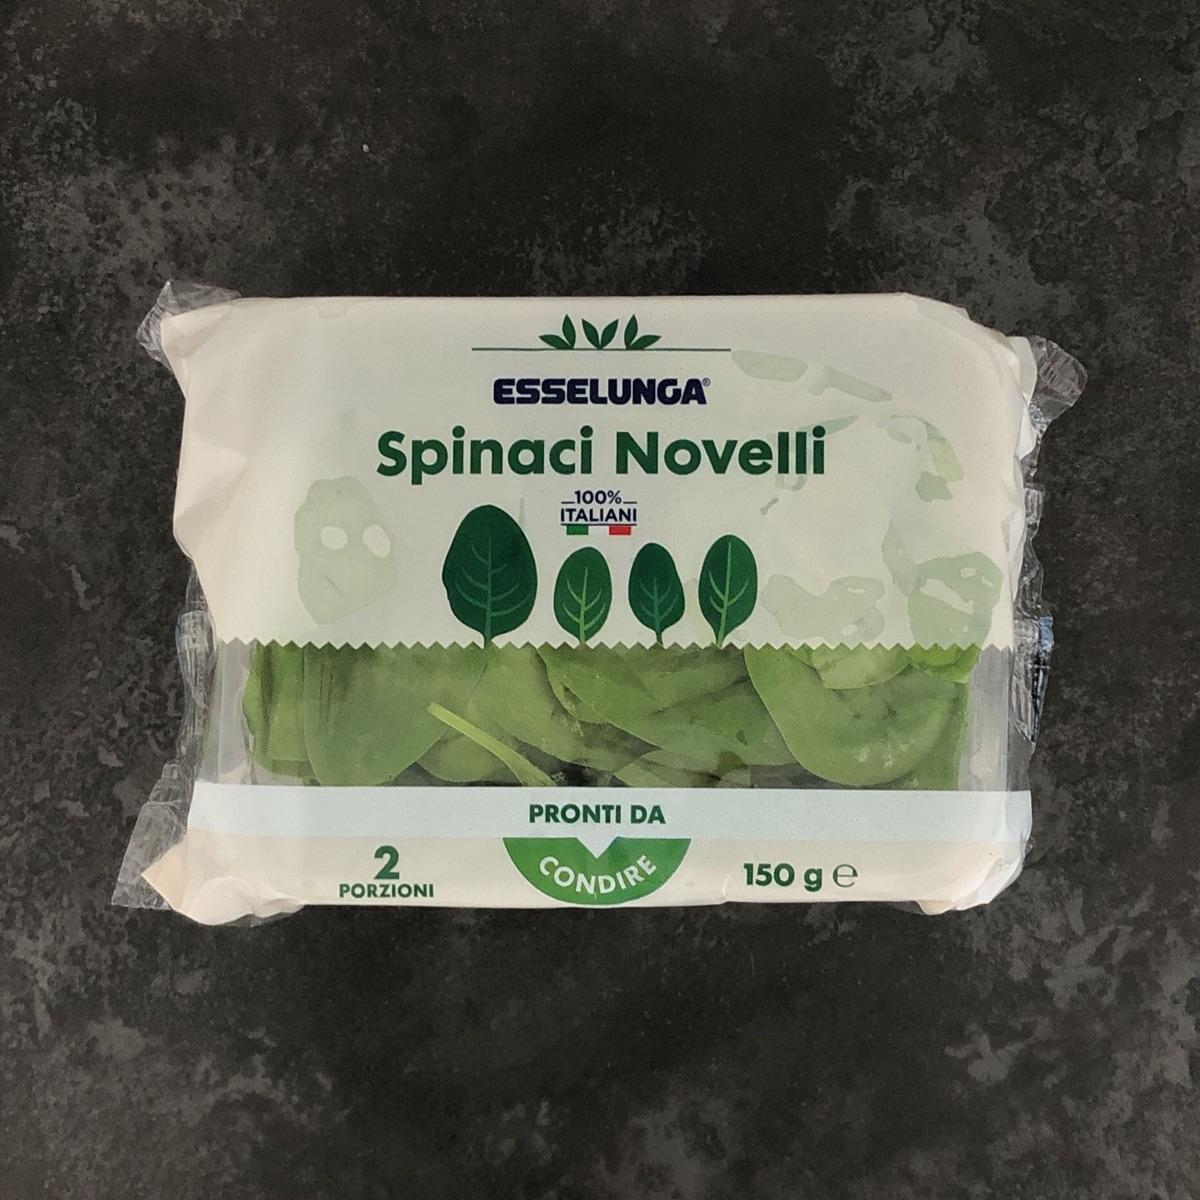 ESSELUNGA®
Spinaci Novelli
100%
ITALIANI
PRONTI DA
CONDIRE
2
PORZIONI
150 g ℮